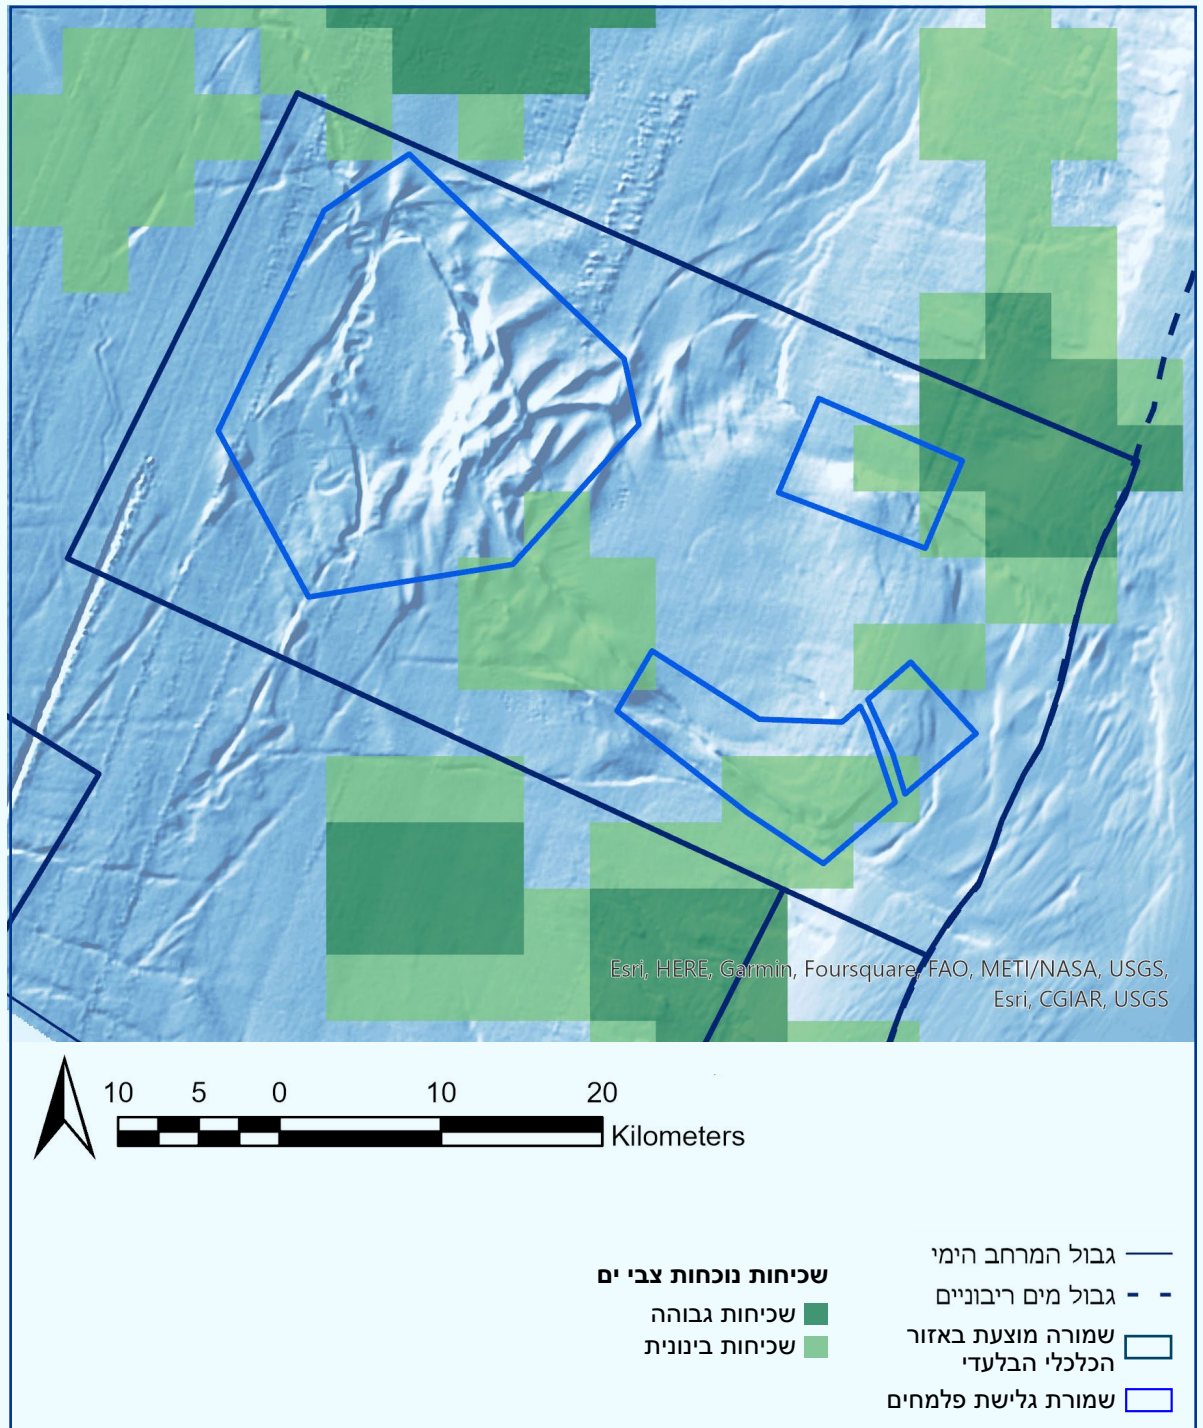 Esri, HERE, Garmin, Foursquare, FAO, METI/NASA, USGS,
Esri, CGIAR, USGS
10 5 0 10 20
Kilometers
גבול המרחב הימי
גבול מים ריבוניים
שמורה מוצעת באזור
הכלכלי הבלעדי
שמורת גלישת פלמחים
שכיחות נוכחות צבי ים
שכיחות גבוהה
שכיחות בינונית